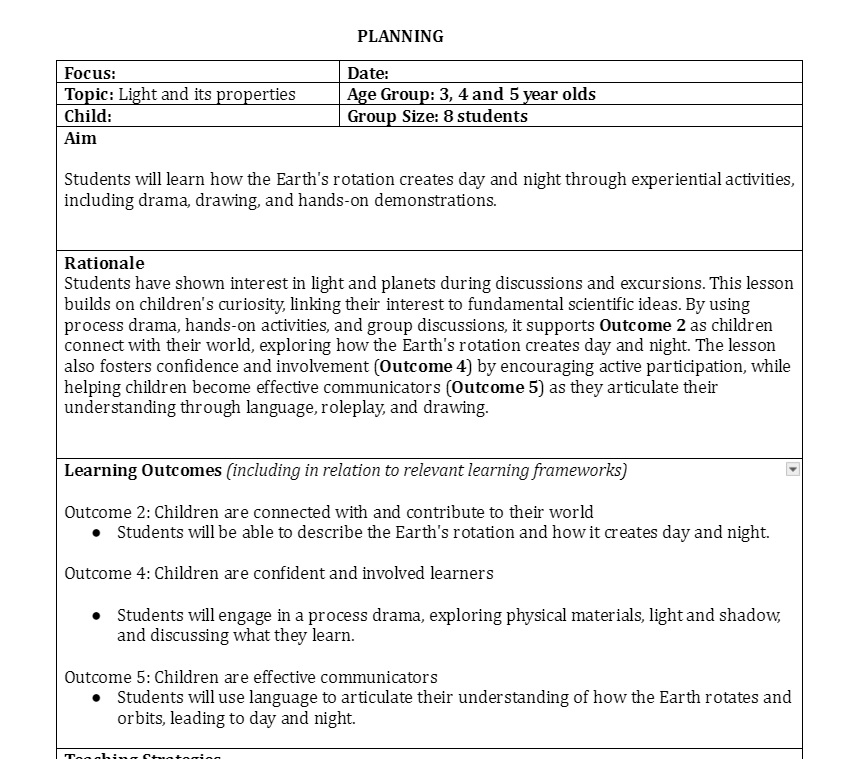 PLANNING
Focus:
Date:
Topic: Light and its properties
Age Group: 3, 4 and 5 year olds
Child:
Group Size: 8 students
Aim
Students will learn how the Earth's rotation creates day and night through experiential activities,
including drama, drawing, and hands-on demonstrations.
Rationale
Students have shown interest in light and planets during discussions and excursions. This lesson
builds on children's curiosity, linking their interest to fundamental scientific ideas. By using
process drama, hands-on activities, and group discussions, it supports Outcome 2 as children
connect with their world, exploring how the Earth's rotation creates day and night. The lesson
also fosters confidence and involvement (Outcome 4) by encouraging active participation, while
helping children become effective communicators (Outcome 5) as they articulate their
understanding through language, roleplay, and drawing.
Learning Outcomes (including in relation to relevant learning frameworks)
Outcome 2: Children are connected with and contribute to their world
● Students will be able to describe the Earth's rotation and how it creates day and night.
Outcome 4: Children are confident and involved learners
● Students will engage in a process drama, exploring physical materials, light and shadow,
and discussing what they learn.
Outcome 5: Children are effective communicators
● Students will use language to articulate their understanding of how the Earth rotates and
orbits, leading to day and night.
Teaching Strategies